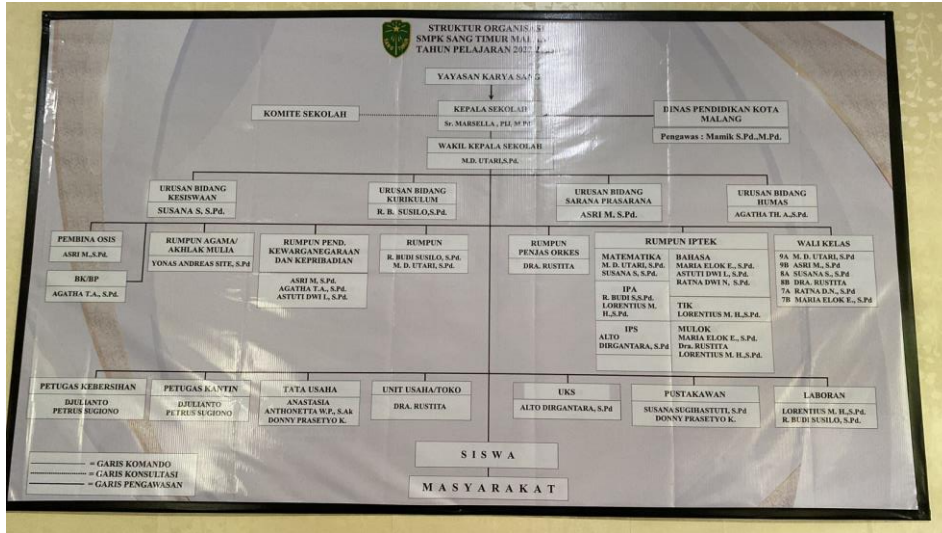 STRUKTUR ORGANISASI
SMPK SANG TIMUR
TAHUN PELAJARAN
YAYASAN KARYA SANG
KOMITE SEKOLAH
KEPALA SEKOLAH
Sr. MARSELLA , PIJ, M.Pd
DINAS PENDIDIKAN KOTA
MALANG
Pengawas : Mamik S.Pd.,M.Pd.
WAKIL KEPALA SEKOLAH
M.D. UTARI,S.Pd.
URUSAN BIDANG
KESISWAAN
SUSANA S, S.Pd.
URUSAN BIDANG
KURIKULUM
R. B. SUSILO,S.Pd.
URUSAN BIDANG
SARANA PRASARANA
ASRI M, S.Pd.
URUSAN BIDANG
HUMAS
AGATHA TH. A.,S.Pd.
PEMBINA OSIS
ASRI M.,S.Pd.
BK/BP
AGATHA T.A., S.Pd.
RUMPUN AGAMA/
AKHLAK MULIA
YONAS ANDREAS SITE, S.Pd
RUMPUN PEND.
KEWARGANEGARAAN
DAN KEPRIBADIAN
ASRI M., S.Pd.
AGATHA T.A., S.Pd.
ASTUTI DWI L, S.Pd.
RUMPUN
R. BUDI SUSILO, S.Pd.
M. D. UTARI, S.Pd.
RUMPUN
PENJAS ORKES
DRA. RUSTITA
RUMPUN IPTEK
MATEMATIKA
M. D. UTARI, S.Pd.
SUSANA S., S.Pd.
IPA
R. BUDI S,S.Pd.
LORENTIUS M.
H.,S.Pd.
IPS
ALTO
DIRGANTARA, S.Pd
BAHASA
MARIA ELOK E., S.Pd.
ASTUTI DWI L, S.Pd.
RATNA DWI N, S.Pd.
TIK
LORENTIUS M. H.,S.Pd.
MULOK
MARIA ELOK E., S.Pd.
Dra. RUSTITA
LORENTIUS M. H.,S.Pd.
WALI KELAS
9A M. D. UTARI, S.Pd
9B ASRI M., S.Pd
8A SUSANA S., S.Pd
8B DRA. RUSTITA
7A RATNA D.N., S.Pd
7B MARIA ELOK E., S.Pd
PETUGAS KEBERSIHAN
DJULIANTO
PETRUS SUGIONO
PETUGAS KANTIN
DJULIANTO
PETRUS SUGIONO
TATA USAHA
ANASTASIA
ANTHONETTA W.P., S.Ak
DONNY PRASETYO K.
UNIT USAHA/TOKO
DRA. RUSTITA
UKS
ALTO DIRGANTARA, S.Pd
PUSTAKAWAN
SUSANA SUGIHASTUTI, S.Pd
DONNY PRASETYO K.
LABORAN
LORENTIUS M. H.,S.Pd.
R. BUDI SUSILO, S.Pd.
SISWA
MASYARAKAT
= GARIS KOMANDO
= GARIS KONSULTASI
= GARIS PENGAWASAN